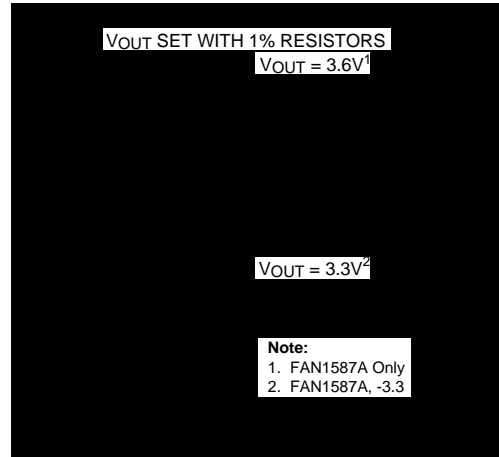 VOUT SET WITH 1% RESISTORS
VOUT = 3.6V1
VOUT = 3.3V2
Note:
1. FAN1587A Only
2. FAN1587A, -3.3